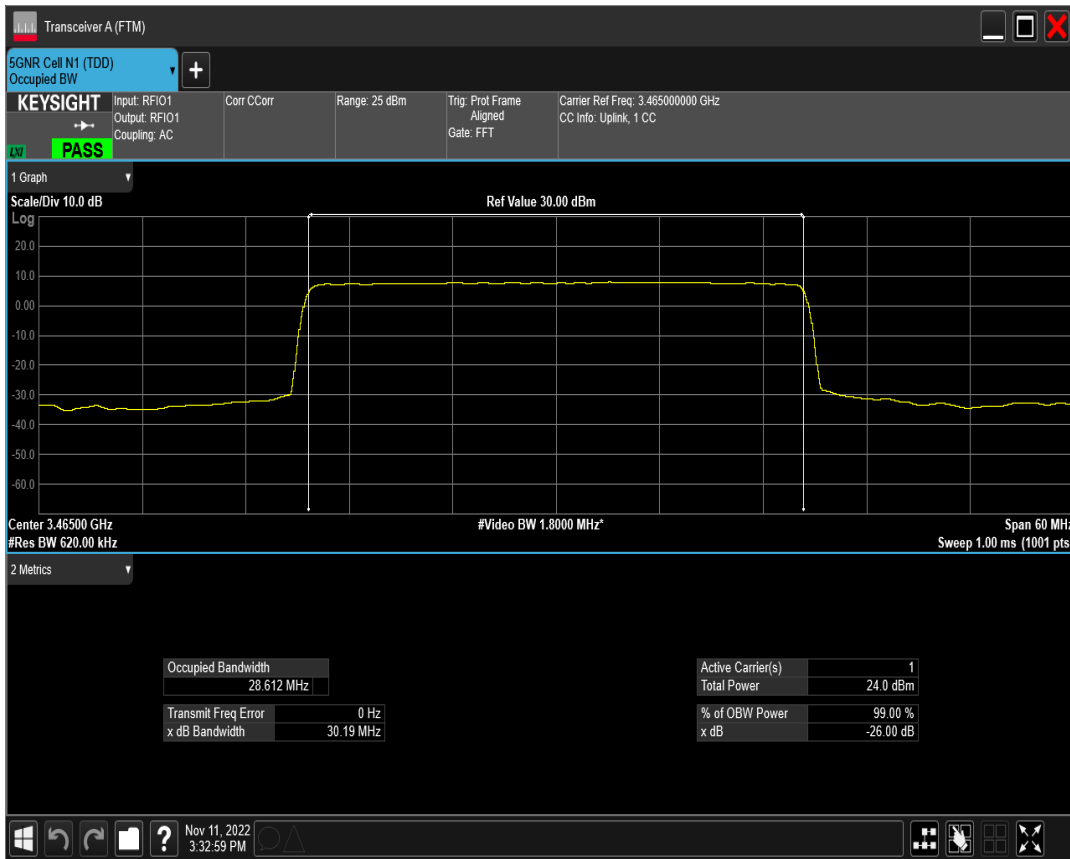 Transceiver A (FTM)
5GNR Cell N1 (TDD)
Occupied BW
+
KEYSIGHT
LXI
PASS
Input: RFIO1
Output: RFIO1
Coupling: AC
Corr CCorr
Range: 25 dBm
Trig: Prot Frame
Aligned
Gate: FFT
Carrier Ref Freq: 3.465000000 GHz
CC Info: Uplink, 1 CC
1 Graph
Scale/Div 10.0 dB
Ref Value 30.00 dBm
Log
20.0
10.0
0.00
-10.0
-20.0
-30.0
-40.0
-50.0
-60.0
Center 3.46500 GHz
#Video BW 1.8000 MHz*
Span 60 MHz
#Res BW 620.00 kHz
Sweep 1.00 ms (1001 pts
2 Metrics
Occupied Bandwidth
28.612 MHz
Transmit Freq Error 0 Hz
x dB Bandwidth 30.19 MHz
Active Carrier(s) 1
Total Power 24.0 dBm
% of OBW Power 99.00 %
x dB -26.00 dB
?
Nov 11, 2022
3:32:59 PM